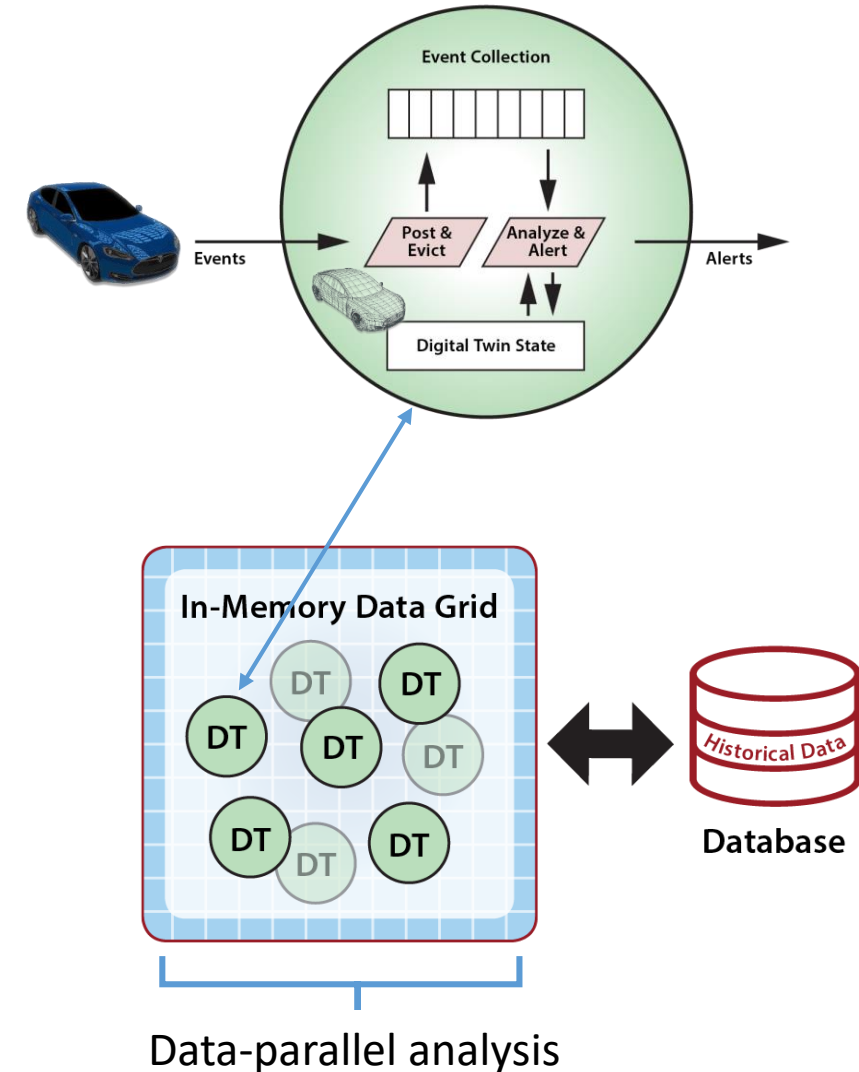 Event Collection
Post &
Evict
Analyze &
Alert
Events
Alerts
Digital Twin State
In-Memory Data Grid
DT
DT
DT
DT
DT
DT
DT
DT
Historical Data
Database
Data-parallel analysis